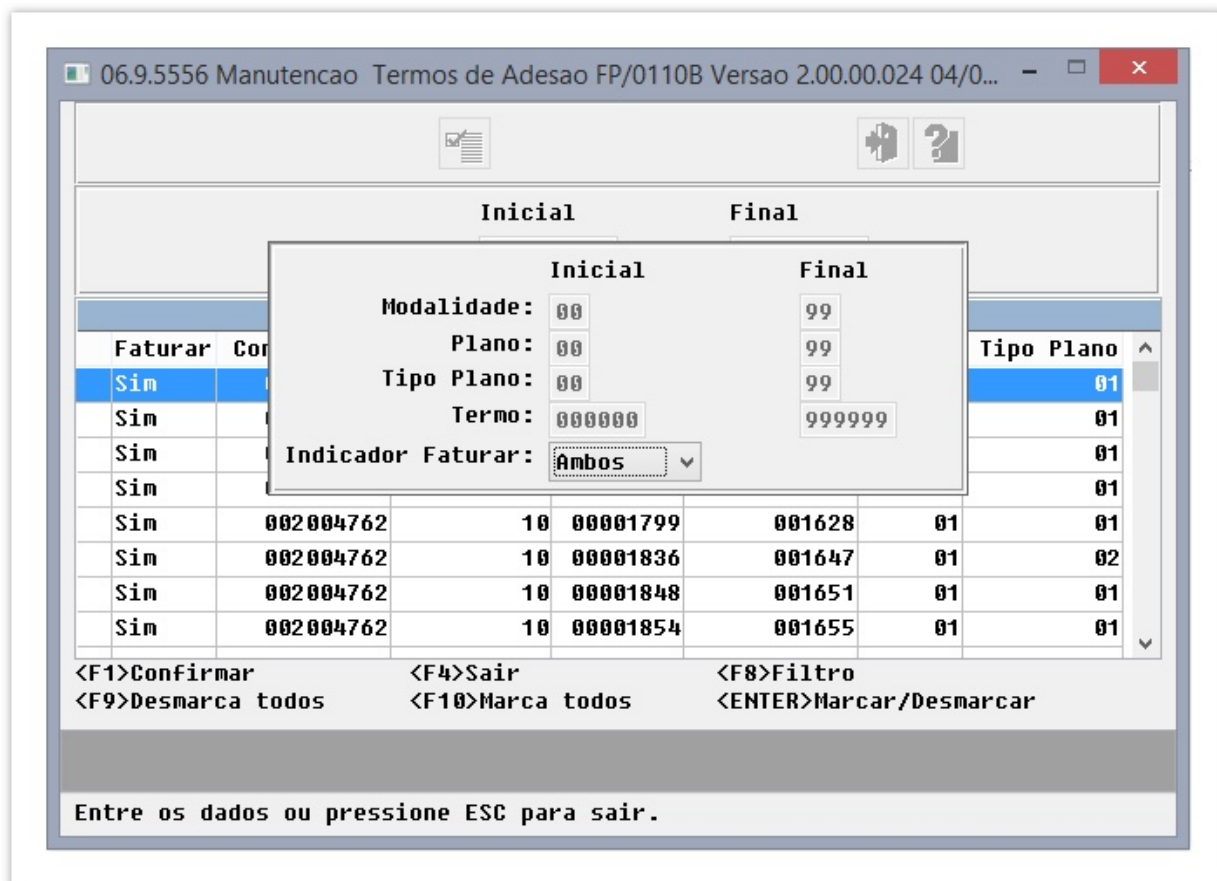 06.9.5556 Manutencao Termos de Adesao FP/0110B Versao 2.00.00.024 04/0...
Inicial Final
Inicial Final
Modalidade: 00 99
Plano: 00 99
Tipo Plano: 00 99
Termo: 000000 999999
Indicador Faturar: Ambos
Faturar Tipo Plano
Sim 01
Sim 01
Sim 01
Sim 01
Sim 002004762 10 00001799 001628 01 01
Sim 002004762 10 00001836 001647 01 02
Sim 002004762 10 00001848 001651 01 01
Sim 002004762 10 00001854 001655 01 01
<F1>Confirmar <F4>Sair <F8>Filtro
<F9>Desmarca todos <F10>Marca todos <ENTER>Marcar/Desmarcar
Entre os dados ou pressione ESC para sair.